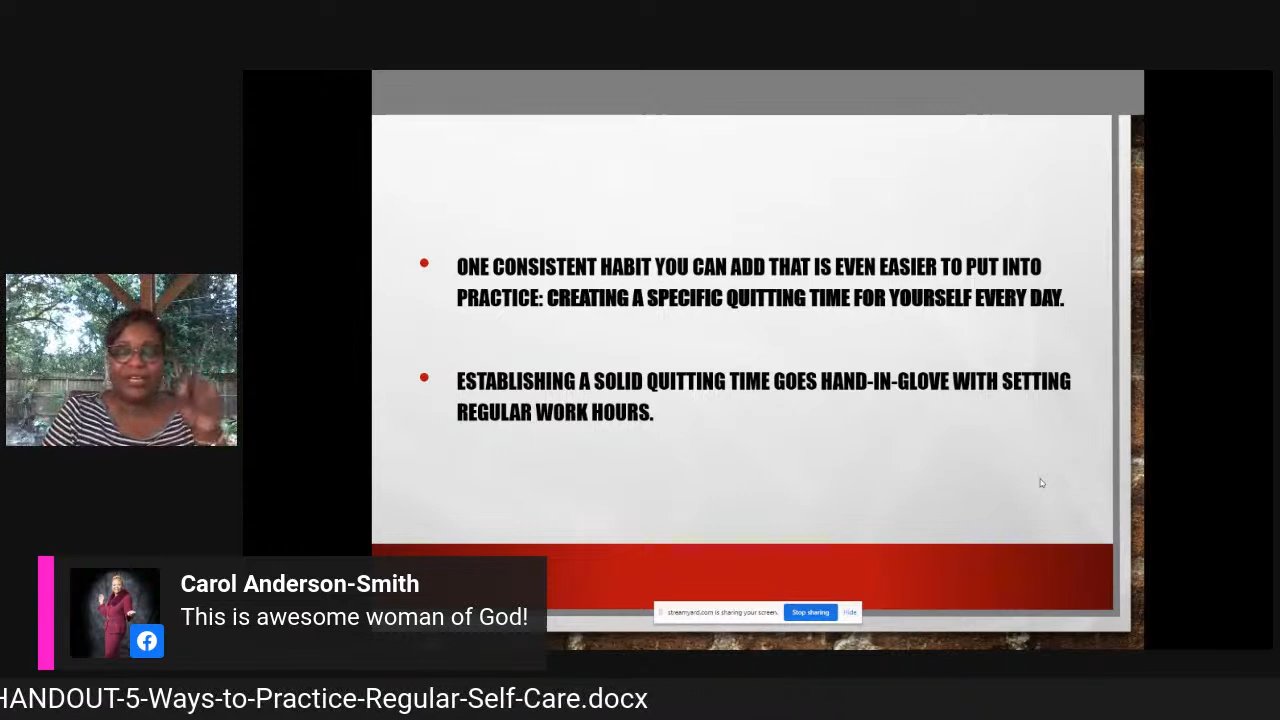 ONE CONSISTENT HABIT YOU CAN ADD THAT IS EVEN EASIER TO PUT INTO
PRACTICE: CREATING A SPECIFIC QUITTING TIME FOR YOURSELF EVERY DAY.
ESTABLISHING A SOLID QUITTING TIME GOES HAND-IN-GLOVE WITH SETTING
REGULAR WORK HOURS.
Carol Anderson-Smith
This is awesome woman of God!
streamyard.com is sharing your screen. Stop sharing Hide
HANDOUT-5-Ways-to-Practice-Regular-Self-Care.docx